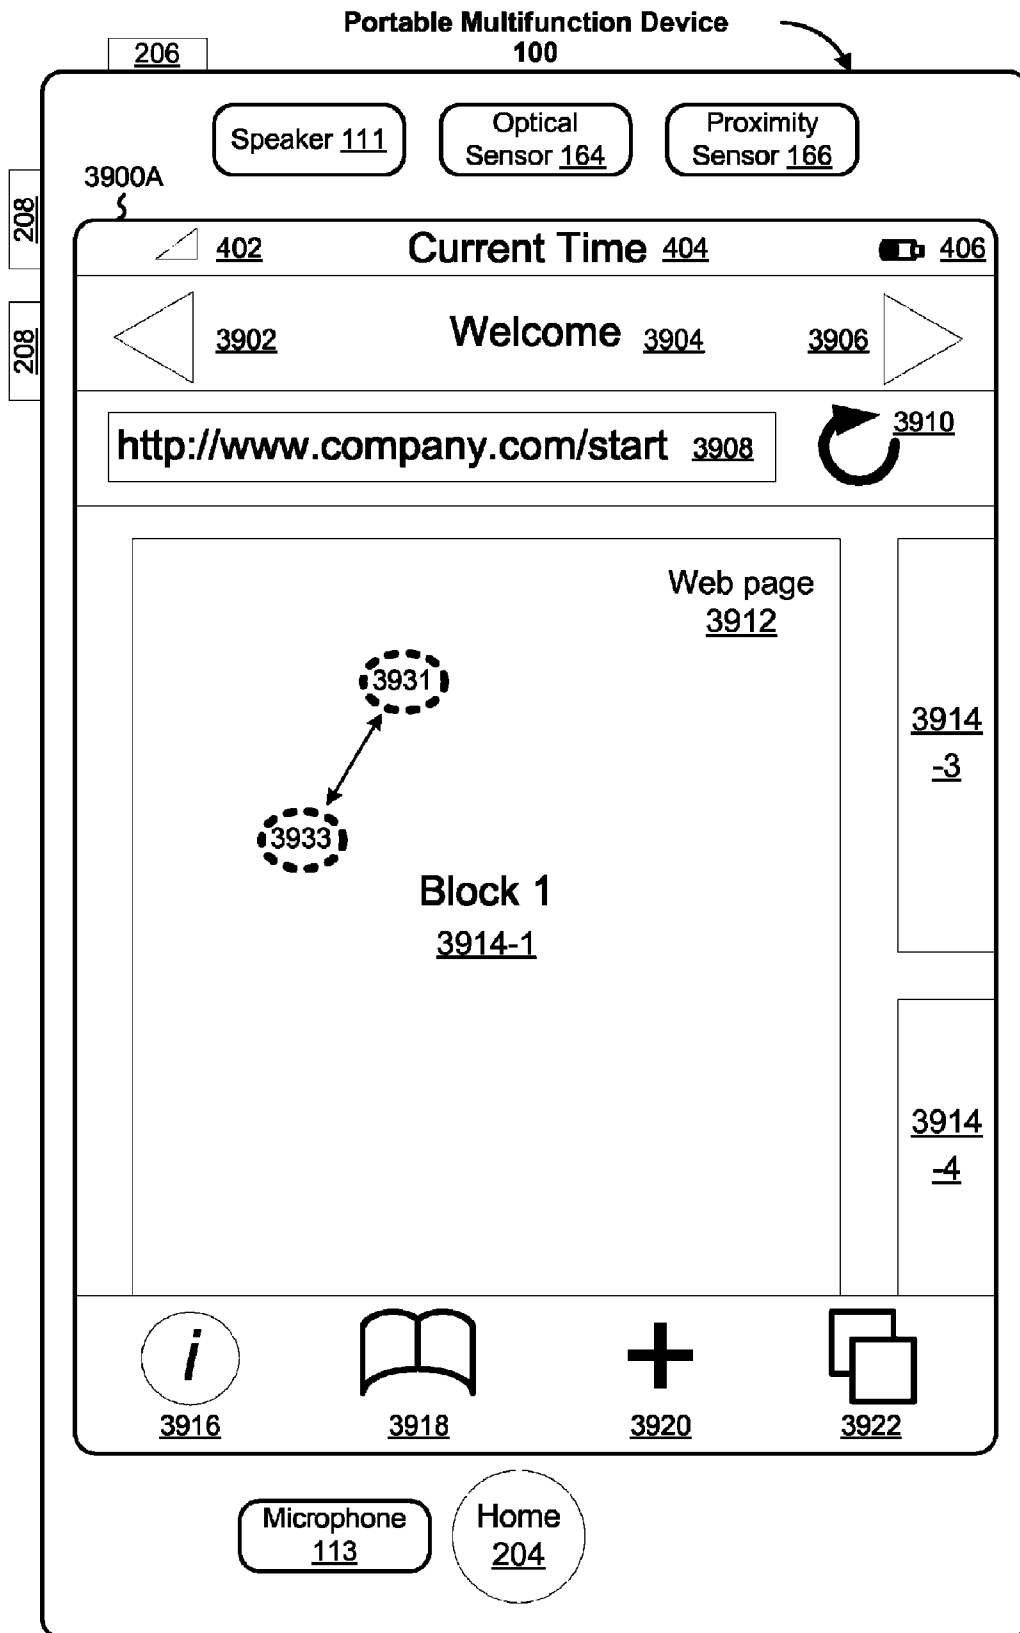 Portable Multifunction Device
100
206
Speaker 111
Optical
Sensor 164
Proximity
Sensor 166
3900A
208
208
402
Current Time 404
406
3902
Welcome 3904
3906
http://www.company.com/start 3908
3910
Web page
3912
3931
3933
Block 1
3914-1
3914
-3
3914
-4
i
3916
3918
3920
3922
Microphone
113
Home
204